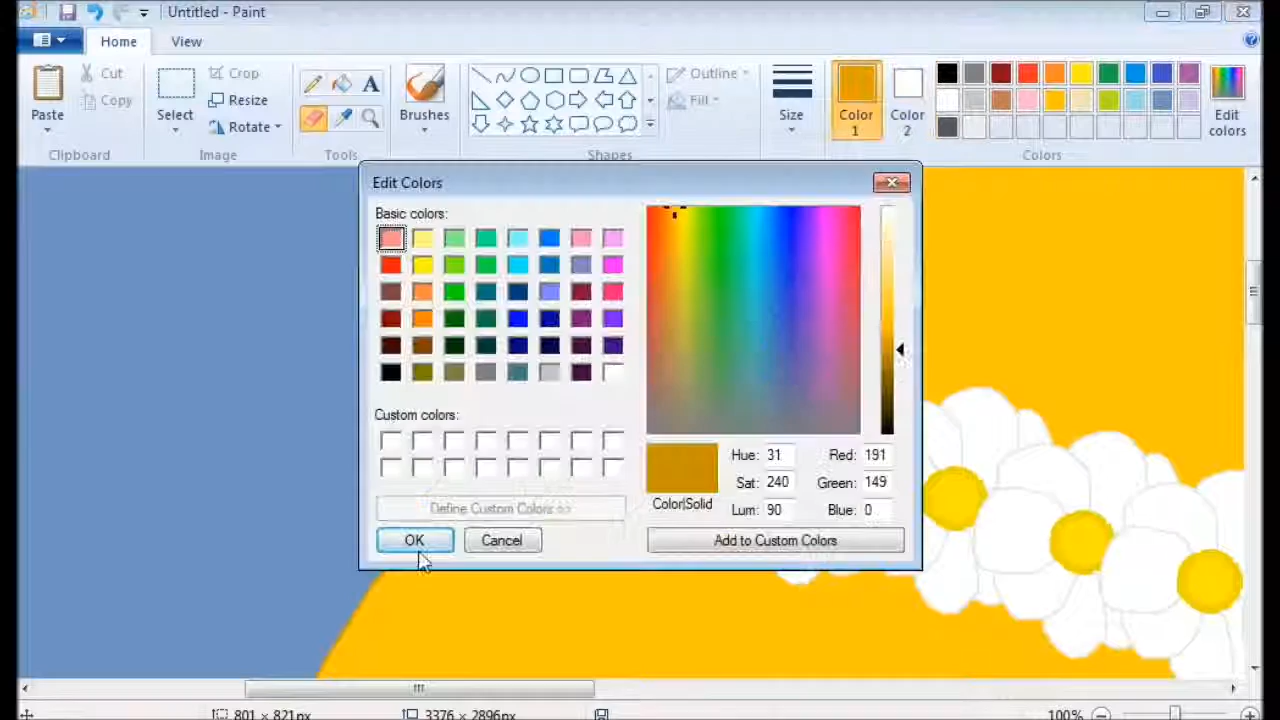 Untitled - Paint
Home View
Cut
Copy
Paste
Clipboard
Crop
Resize
Rotate
Select
Image
A
Tools
Brushes
Outline
Fill
Shapes
Size
Color 1
Color 2
Edit colors
Colors
Edit Colors
Basic colors:
Custom colors:
Define Custom Colors >>
OK Cancel
Color|Solid
Hue: 31 Red: 191
Sat: 240 Green: 149
Lum: 90 Blue: 0
Add to Custom Colors
801 × 821px 3376 × 2896px 100%